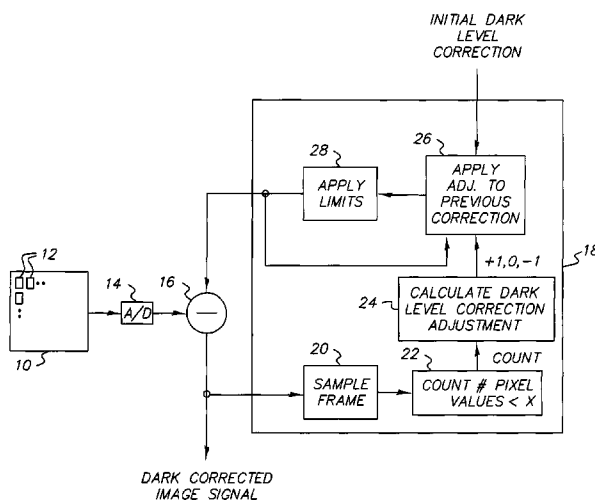 INITIAL DARK
LEVEL
CORRECTION
28
APPLY
LIMITS
26
APPLY
ADJ. TO
PREVIOUS
CORRECTION
18
12
10
14
A/D
16
+1,0,-1
24
CALCULATE DARK
LEVEL CORRECTION
ADJUSTMENT
COUNT
20
SAMPLE
FRAME
22
COUNT # PIXEL
VALUES < X
DARK CORRECTED
IMAGE SIGNAL